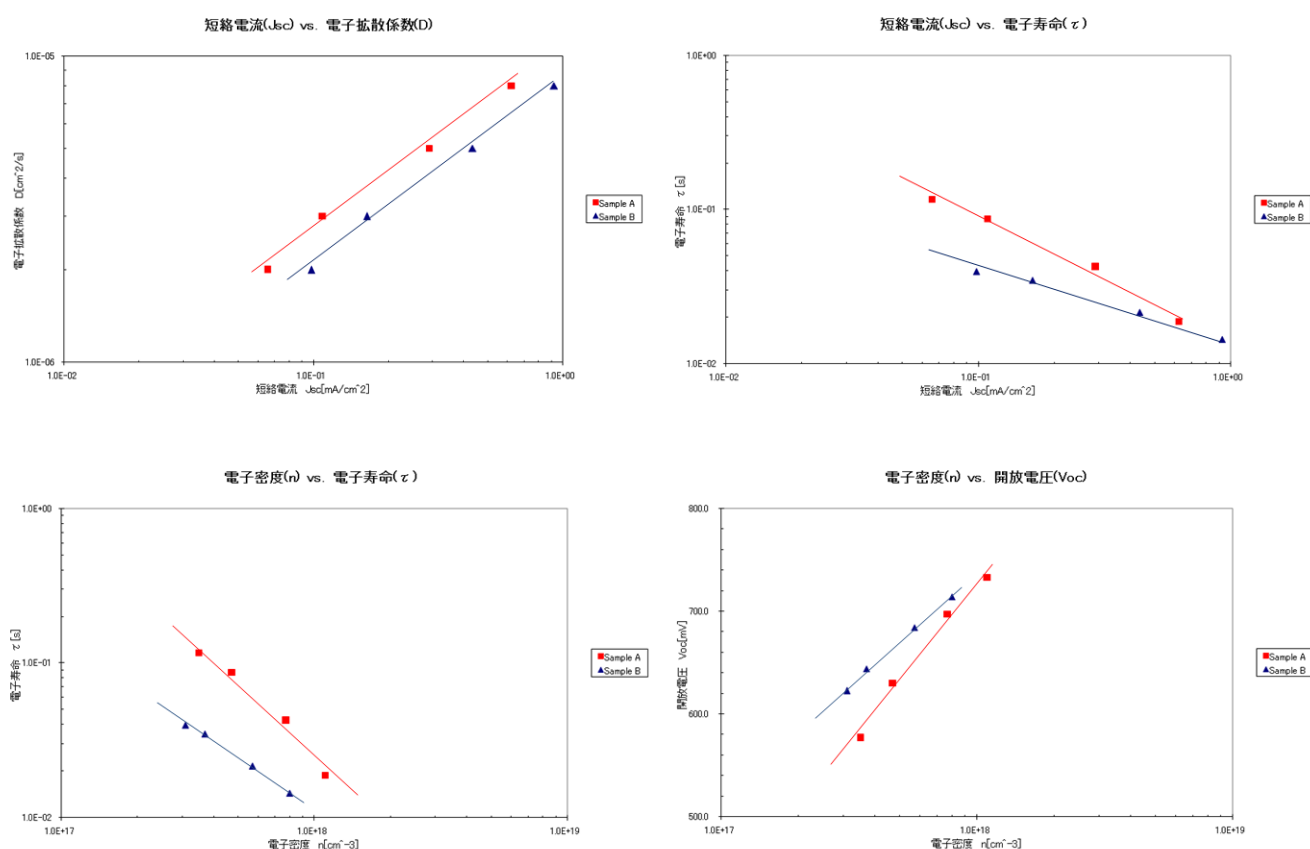 短絡電流(Jsc) vs. 電子拡散係数(D)
1.0E-05
電子拡散係数 D[cm^2/s]
1.0E-06
1.0E-02
1.0E-01
1.0E+00
短絡電流 Jsc[mA/cm^2]
Sample A
Sample B
短絡電流(Jsc) vs. 電子寿命(τ)
1.0E+00
1.0E-01
電子寿命 τ[s]
1.0E-02
1.0E-02
1.0E-01
1.0E+00
短絡電流 Jsc[mA/cm^2]
Sample A
Sample B
電子密度(n) vs. 電子寿命(τ)
1.0E+00
1.0E-01
電子寿命 τ[s]
1.0E-02
1.0E+17
1.0E+18
1.0E+19
電子密度 n[cm^-3]
Sample A
Sample B
電子密度(n) vs. 開放電圧(Voc)
800.0
700.0
開放電圧 Voc[mV]
600.0
500.0
1.0E+17
1.0E+18
1.0E+19
電子密度 n[cm^-3]
Sample A
Sample B